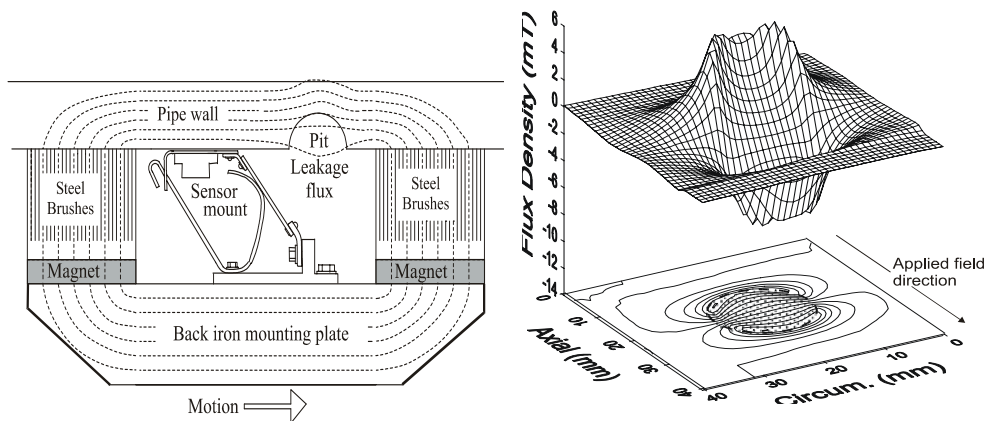 Pipe wall
Pit
Leakage
flux
Steel
Brushes
Sensor
mount
Steel
Brushes
Magnet
Magnet
Back iron mounting plate
Motion
Flux Density (mT)
6
4
2
0
-2
-4
-6
-8
-10
-12
-14
Applied field
direction
0
10
20
30
40
Axial (mm)
40
30
20
10
0
Circum. (mm)